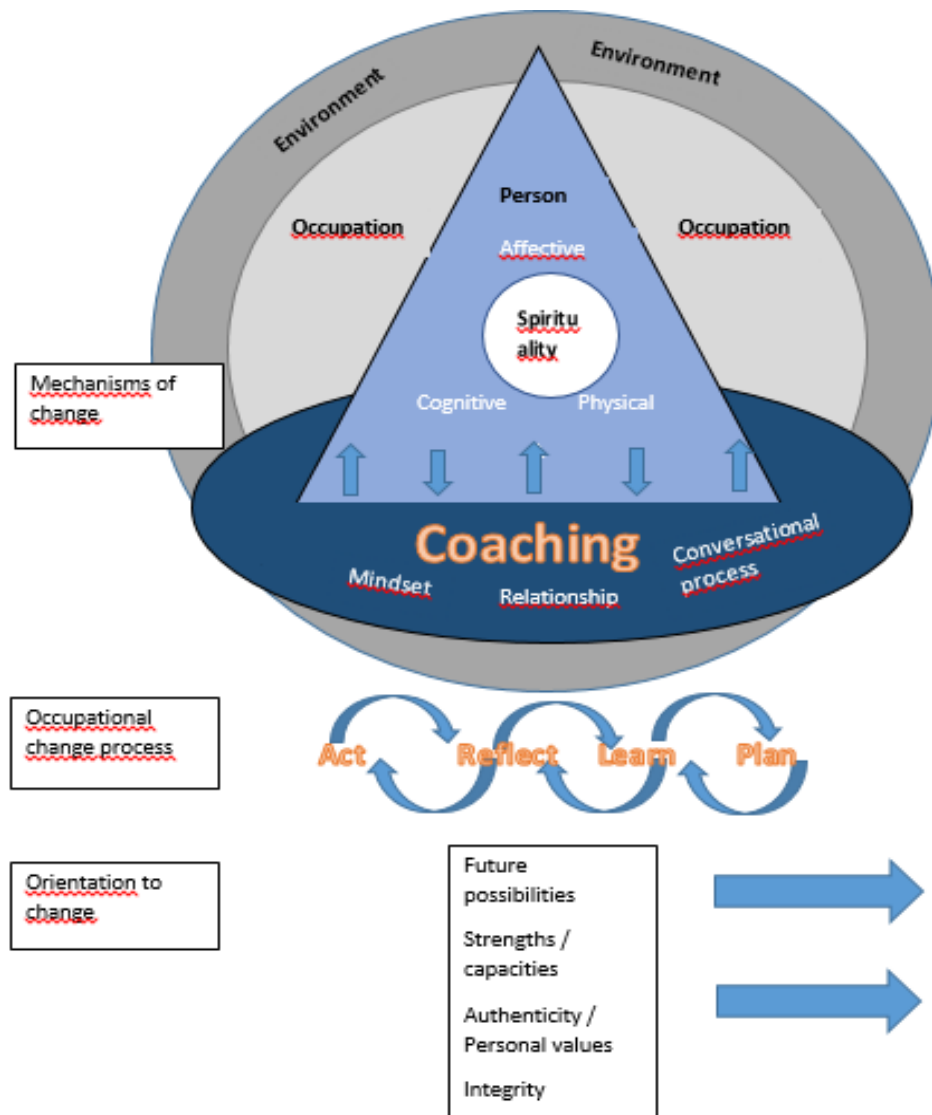 Environment
Environment
Person
Occupation
Occupation
Affective
Spiritu
ality
Mechanisms of
change
Cognitive
Physical
Coaching
Conversational
process
Mindset
Relationship
Occupational
change process
Act
Reflect
Learn
Plan
Orientation to
change
Future
possibilities
Strengths /
capacities
Authenticity /
Personal values
Integrity